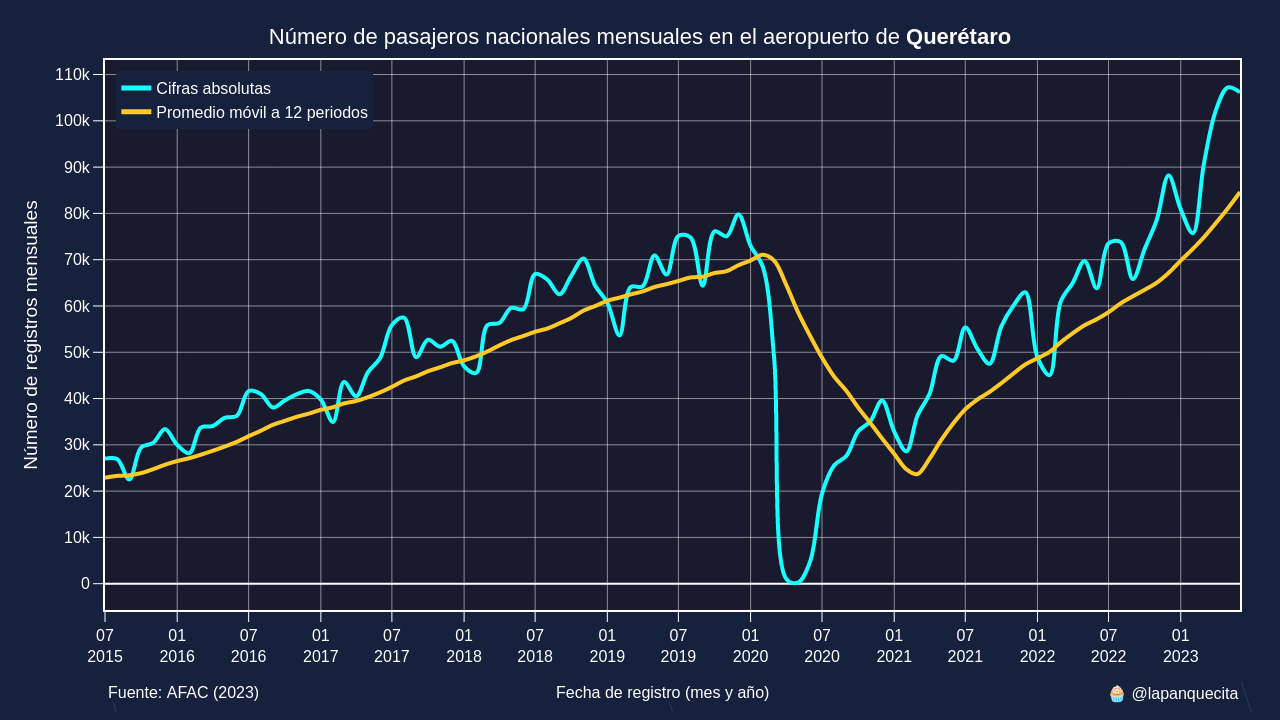 Número de pasajeros nacionales mensuales en el aeropuerto de Querétaro
Cifras absolutas
Promedio móvil a 12 periodos
Número de registros mensuales
110k
100k
90k
80k
70k
60k
50k
40k
30k
20k
10k
0
07 01 07 01 07 01 07 01 07 01 07 01 07 01 07 01
2015 2016 2016 2017 2017 2018 2018 2019 2019 2020 2020 2021 2021 2022 2022 2023
Fuente: AFAC (2023)
Fecha de registro (mes y año)
🧁 @lapanquecita